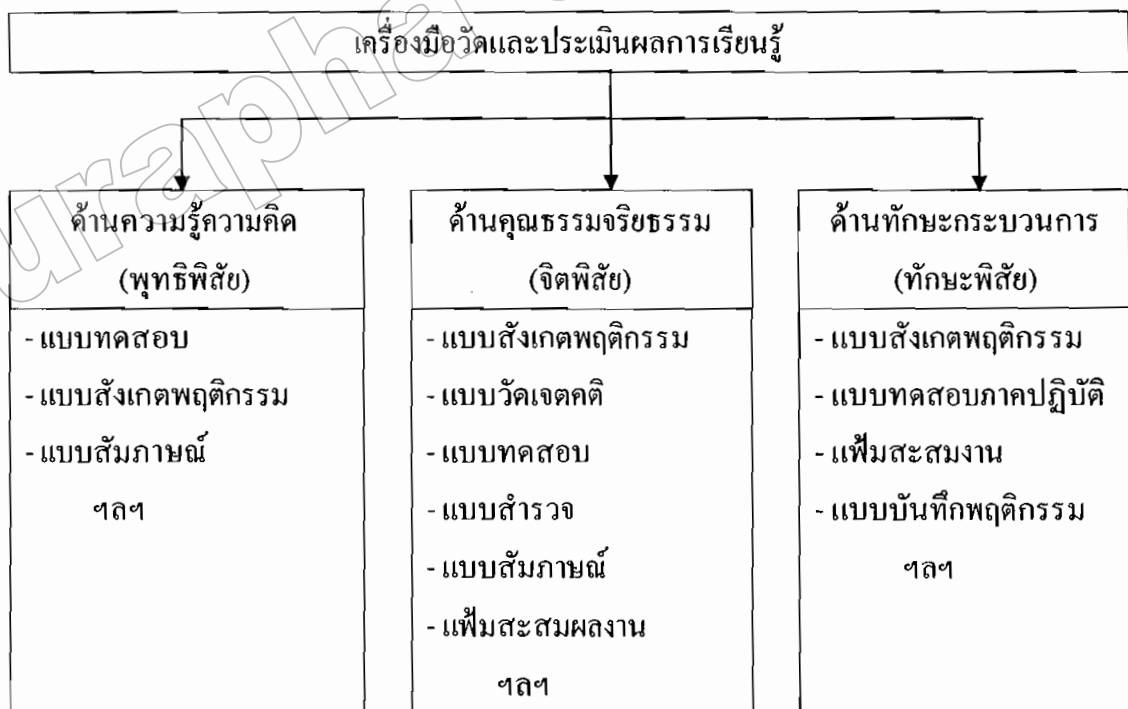 เครื่องมือวัดและประเมินผลการเรียนรู้
ด้านความรู้ความคิด
(พุทธิพิสัย)
- แบบทดสอบ
- แบบสังเกตพฤติกรรม
- แบบสัมภาษณ์
ฯลฯ
ด้านคุณธรรมจริยธรรม
(จิตพิสัย)
- แบบสังเกตพฤติกรรม
- แบบวัดเจตคติ
- แบบทดสอบ
- แบบสำรวจ
- แบบสัมภาษณ์
- แฟ้มสะสมผลงาน
ฯลฯ
ด้านทักษะกระบวนการ
(ทักษะพิสัย)
- แบบสังเกตพฤติกรรม
- แบบทดสอบภาคปฏิบัติ
- แฟ้มสะสมงาน
- แบบบันทึกพฤติกรรม
ฯลฯ
urapha